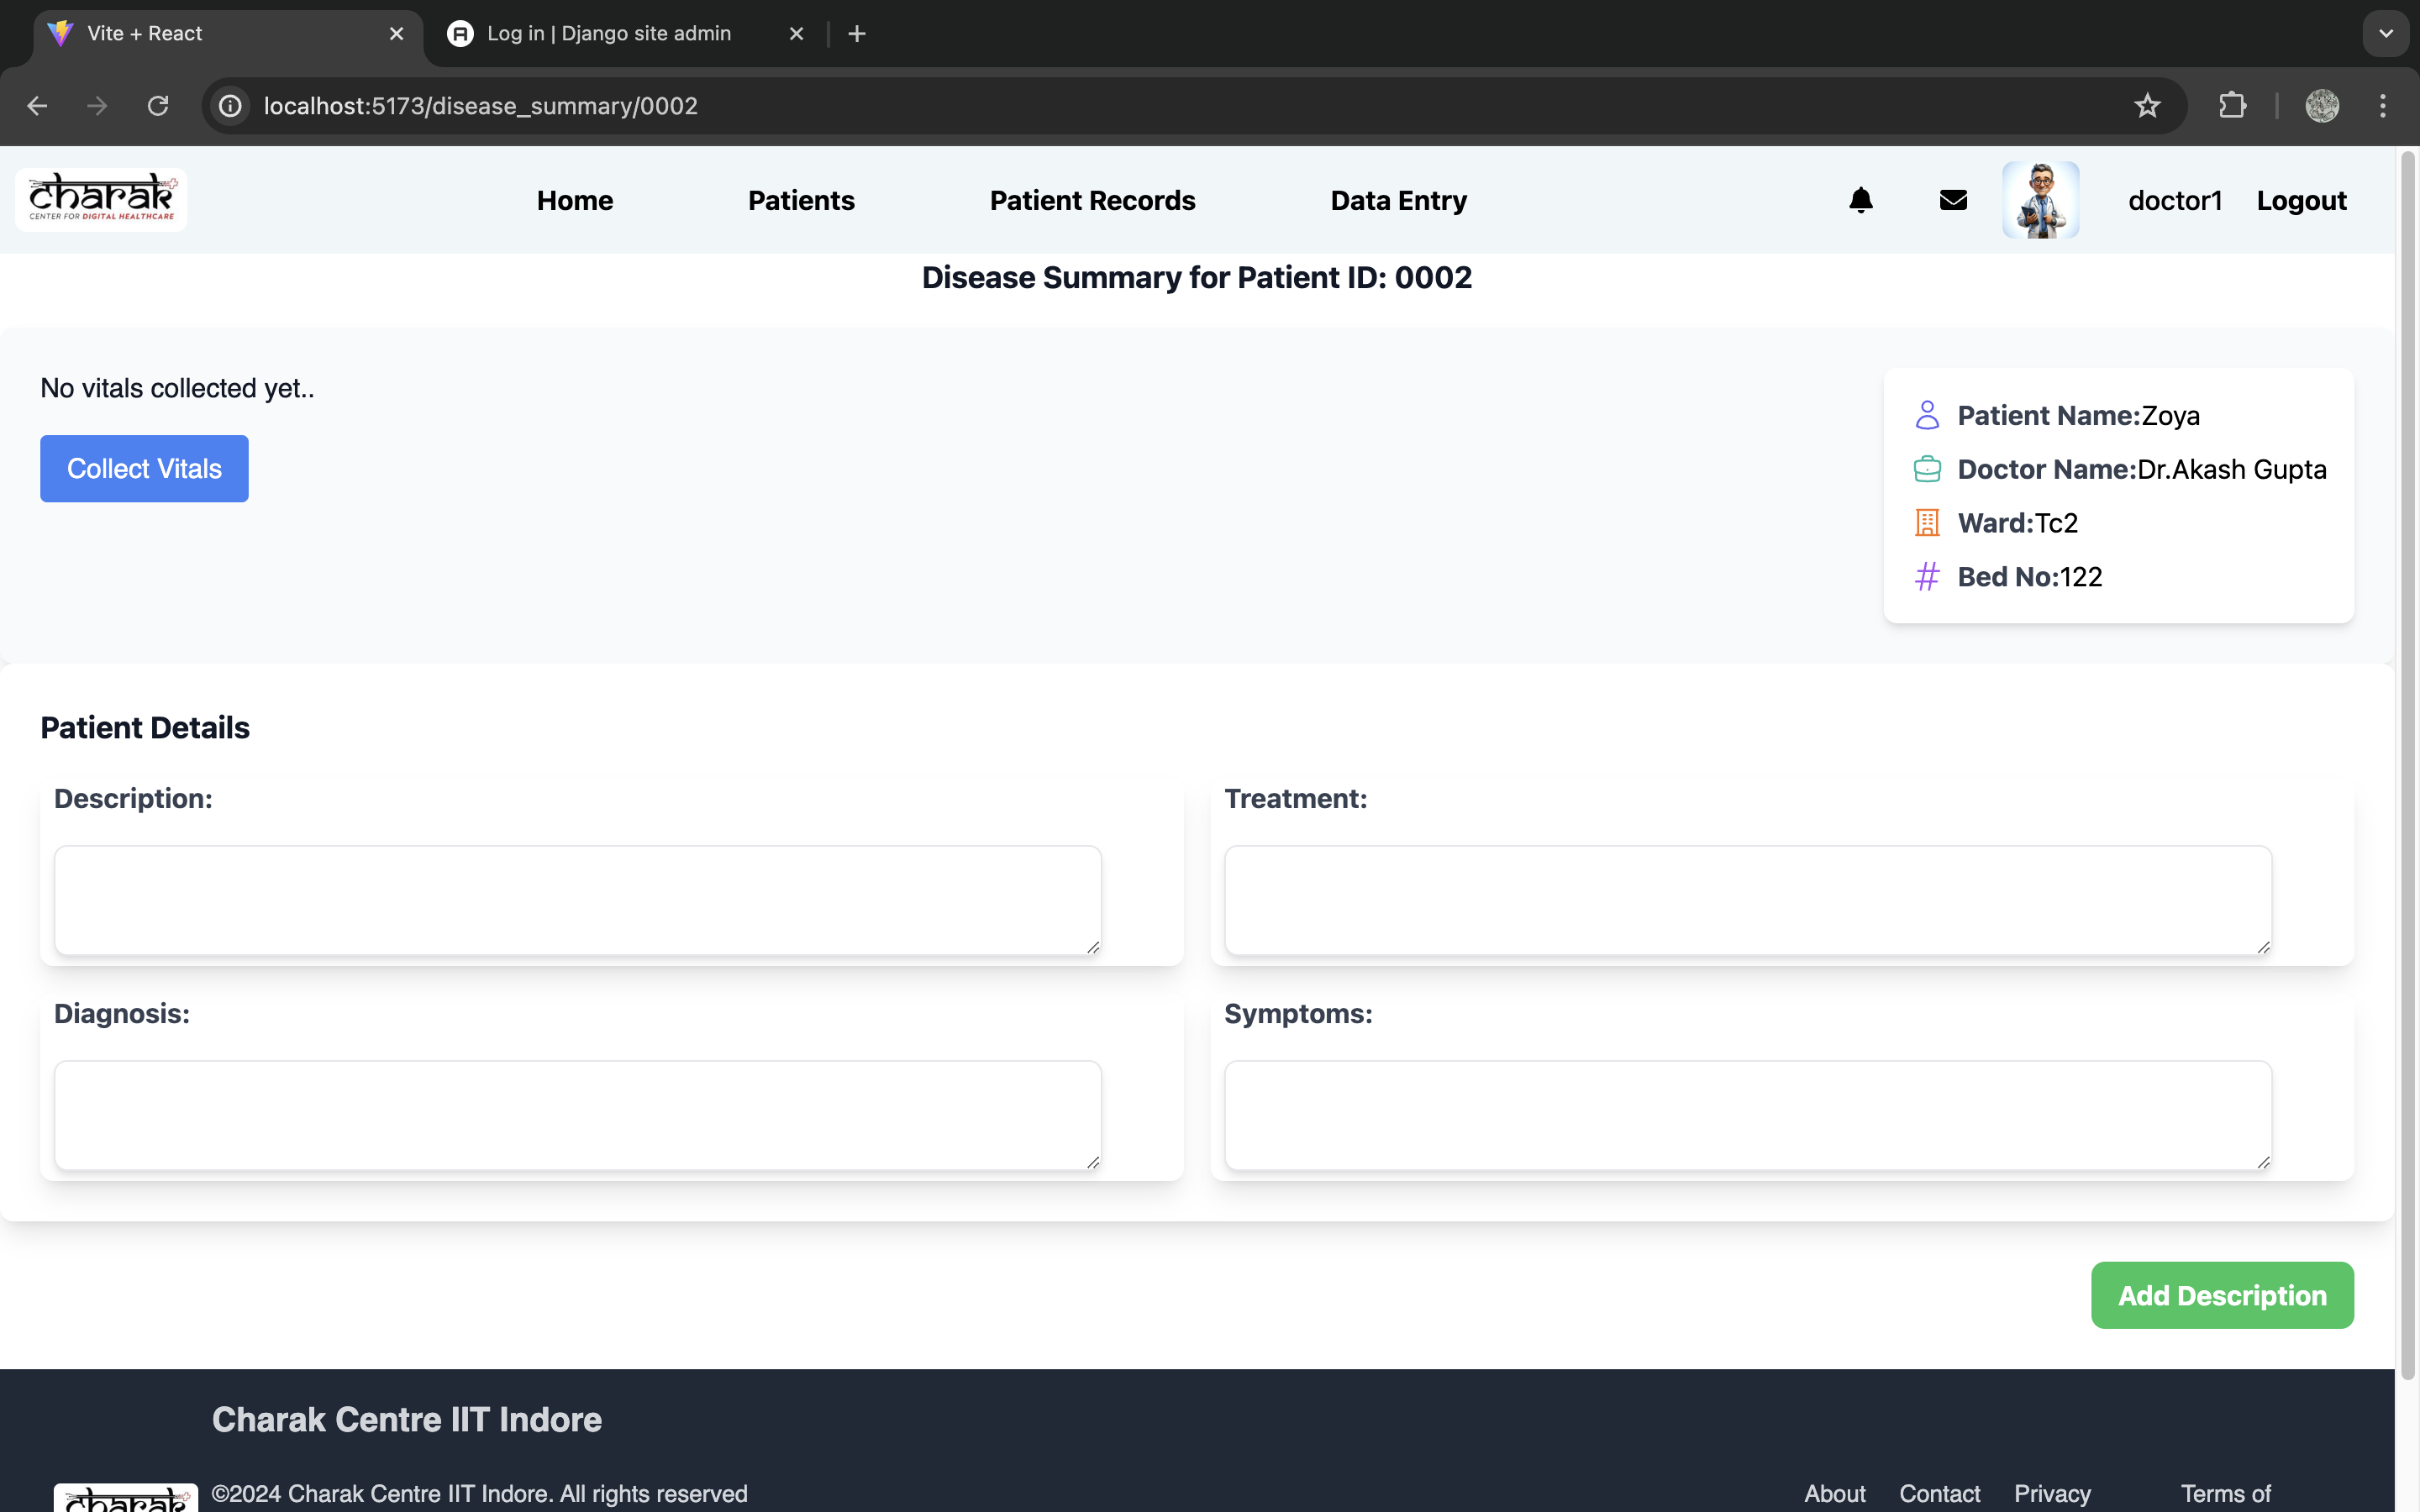 Vite + React
Log in | Django site admin
localhost:5173/disease_summary/0002
charak
CENTER FOR DIGITAL HEALTHCARE
Home
Patients
Patient Records
Data Entry
doctor1
Logout
Disease Summary for Patient ID: 0002
No vitals collected yet..
Collect Vitals
Patient Name:Zoya
Doctor Name:Dr.Akash Gupta
Ward:Tc2
Bed No:122
Patient Details
Description:
Treatment:
Diagnosis:
Symptoms:
Add Description
Charak Centre IIT Indore
charak
©2024 Charak Centre IIT Indore. All rights reserved
About
Contact
Privacy
Terms of